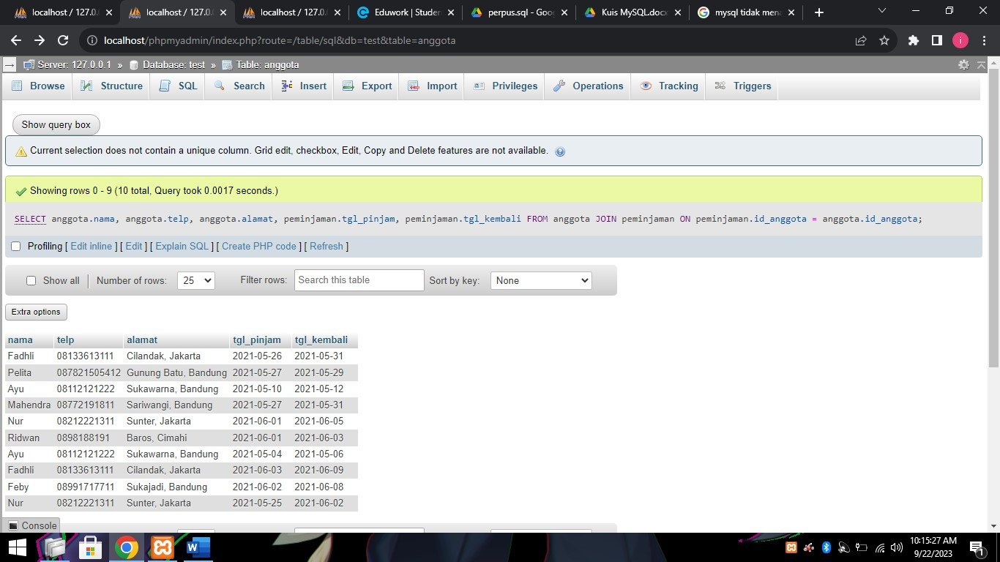 localhost / 127.0.
localhost / 127.0.
localhost / 127.0.
Eduwork | Studen
perpus.sql - Goog
Kuis MySQL.docx
mysql tidak mena
localhost/phpmyadmin/index.php?route=/table/sql&db=test&table=anggota
i
Server: 127.0.0.1 » Database: test » Table: anggota
Browse Structure SQL Search Insert Export Import Privileges Operations Tracking Triggers
Show query box
Current selection does not contain a unique column. Grid edit, checkbox, Edit, Copy and Delete features are not available.
Showing rows 0 - 9 (10 total, Query took 0.0017 seconds.)
SELECT anggota.nama, anggota.telp, anggota.alamat, peminjaman.tgl_pinjam, peminjaman.tgl_kembali FROM anggota JOIN peminjaman ON peminjaman.id_anggota = anggota.id_anggota;
Profiling [ Edit inline ] [ Edit ] [ Explain SQL ] [ Create PHP code ] [ Refresh ]
Show all | Number of rows: 25 Filter rows: Search this table Sort by key: None
Extra options
nama telp alamat tgl_pinjam tgl_kembali
Fadhli 08133613111 Cilandak, Jakarta 2021-05-26 2021-05-31
Pelita 087821505412 Gunung Batu, Bandung 2021-05-27 2021-05-29
Ayu 08112121222 Sukawarna, Bandung 2021-05-10 2021-05-12
Mahendra 08772191811 Sariwangi, Bandung 2021-05-27 2021-05-31
Nur 08212221311 Sunter, Jakarta 2021-06-01 2021-06-05
Ridwan 0898188191 Baros, Cimahi 2021-06-01 2021-06-03
Ayu 08112121222 Sukawarna, Bandung 2021-05-04 2021-05-06
Fadhli 08133613111 Cilandak, Jakarta 2021-06-03 2021-06-09
Feby 08991717711 Sukajadi, Bandung 2021-06-02 2021-06-08
Nur 08212221311 Sunter, Jakarta 2021-05-25 2021-06-02
Console
10:15:27 AM
9/22/2023
1